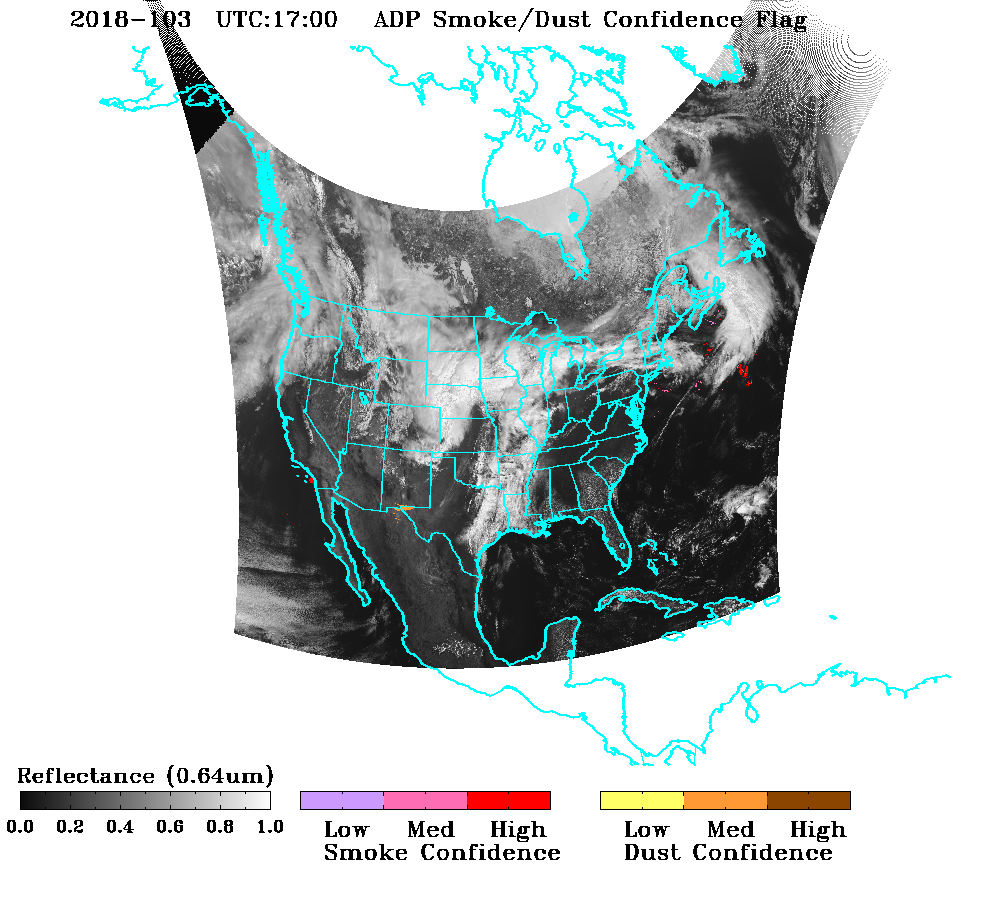 2018-103 UTC:17:00 ADP Smoke/Dust Confidence Flag
Reflectance (0.64um)
0.0 0.2 0.4 0.6 0.8 1.0
Low Med High
Smoke Confidence
Low Med High
Dust Confidence